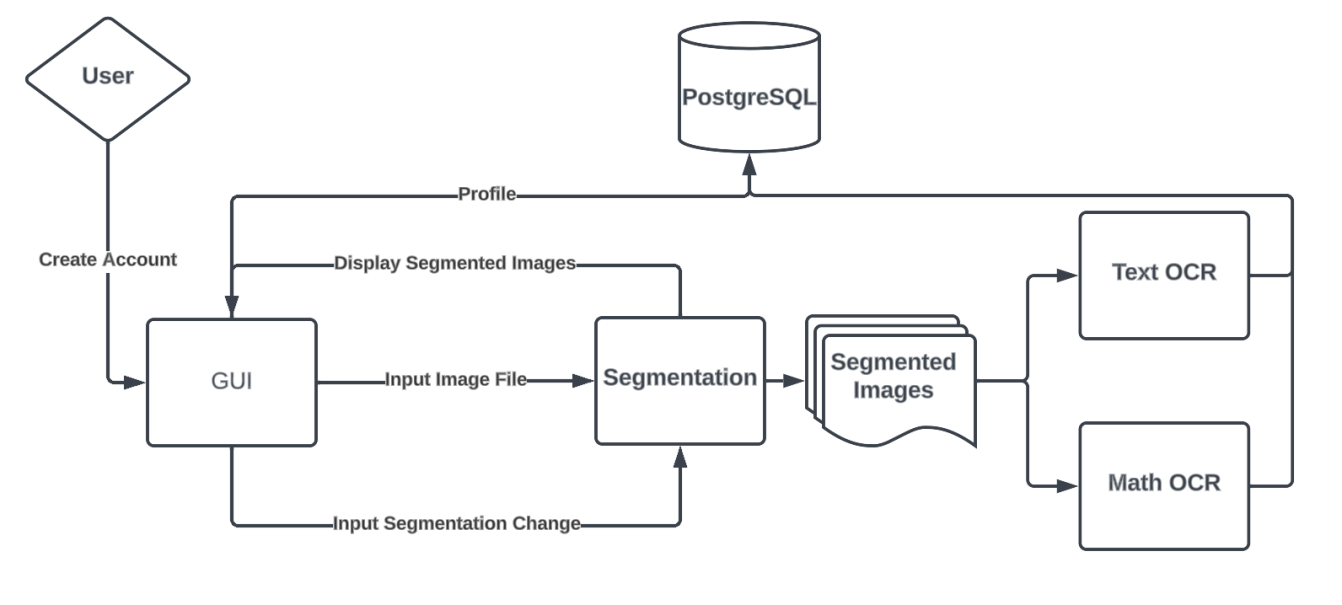 User
PostgreSQL
Profile
Create Account
Display Segmented Images
Text OCR
GUI
Input Image File
Segmentation
Segmented
Images
Math OCR
Input Segmentation Change